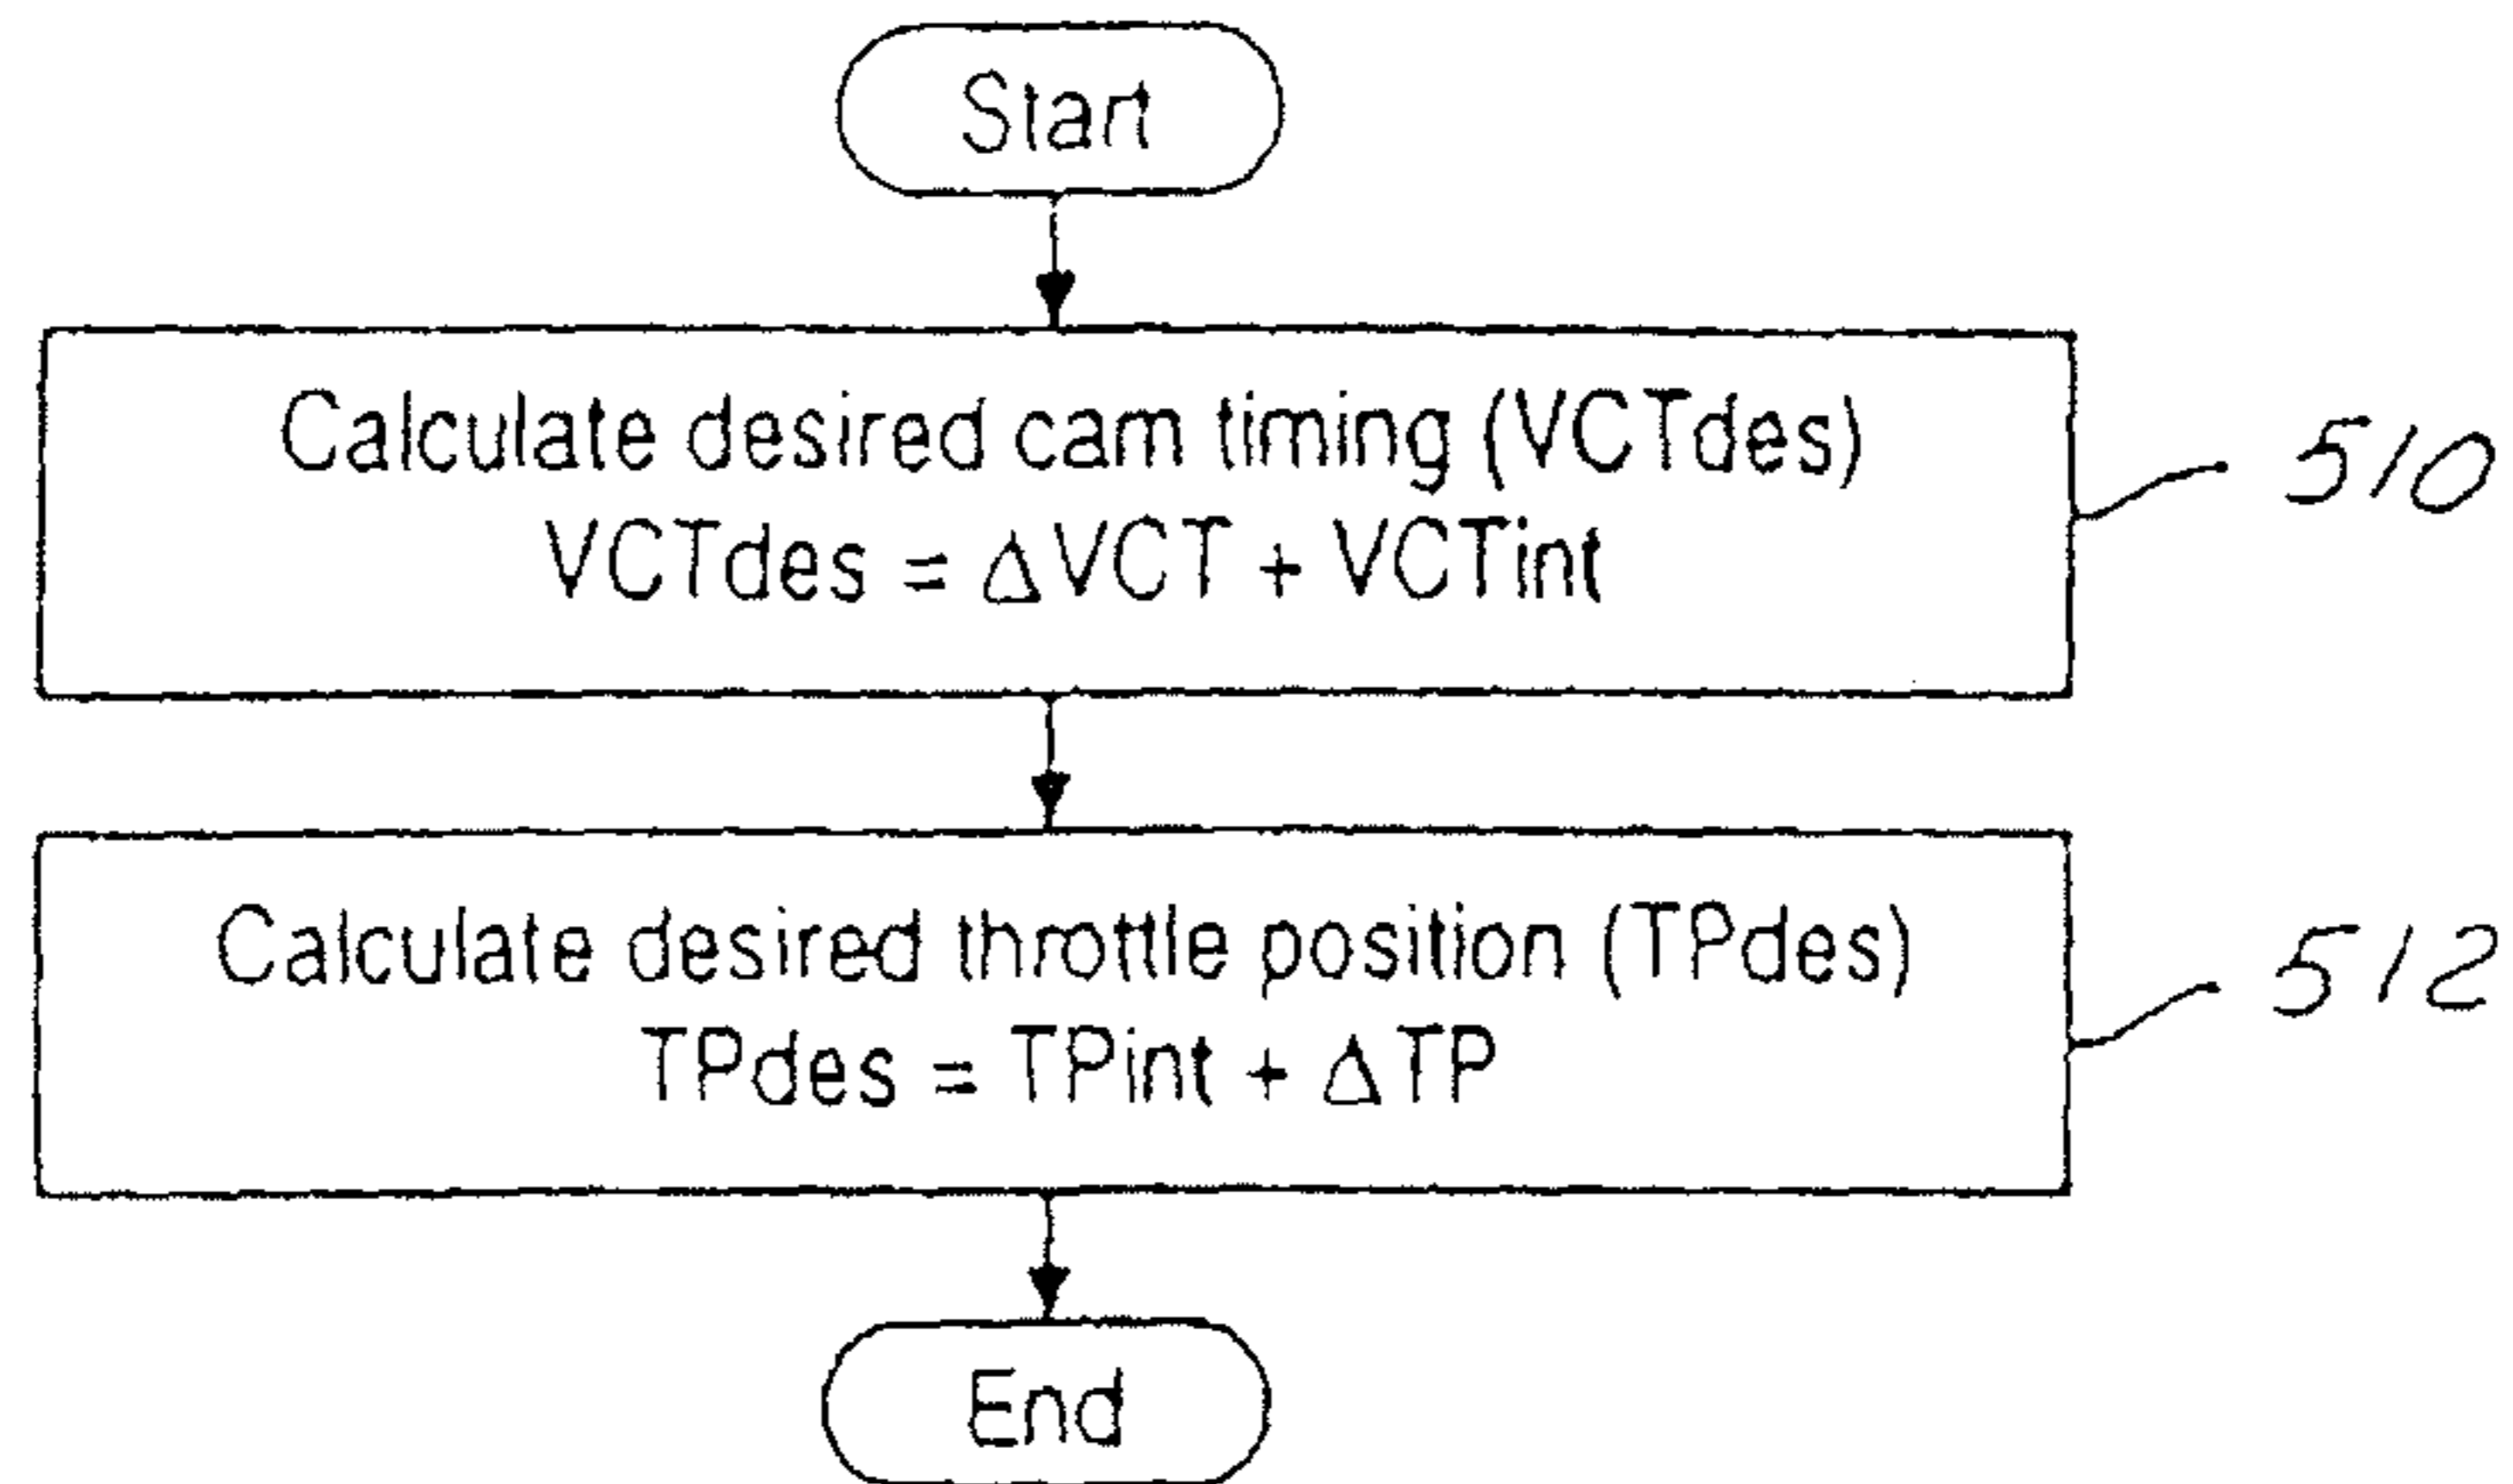 Start
Calculate desired cam timing (VCTdes)
VCTdes = ΔVCT + VCTint
510
Calculate desired throttle position (TPdes)
TPdes = TPint + ΔTP
512
End